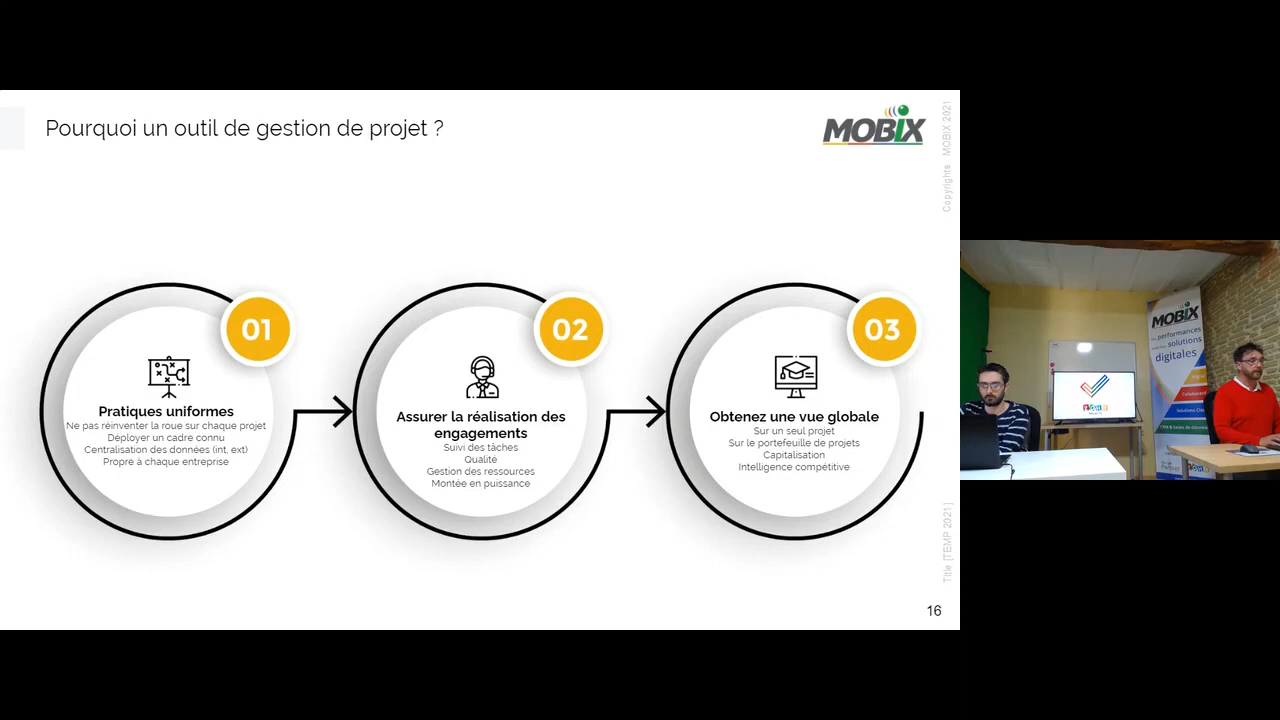 Pourquoi un outil de gestion de projet ?
MOBIX
Copyrights MOBIX 2021
01
Pratiques uniformes
Ne pas réinventer la roue sur chaque projet
Déployer un cadre connu
Centralisation des données (int, ext)
Propre à chaque entreprise
02
Assurer la réalisation des
engagements
Suivi des tâches
Qualité
Gestion des ressources
Montée en puissance
03
Obtenez une vue globale
Sur un seul projet
Sur le portefeuille de projets
Capitalisation
Intelligence compétitive
Title [TEMP 2021]
16
MOBIX
performances
solutions
digitales